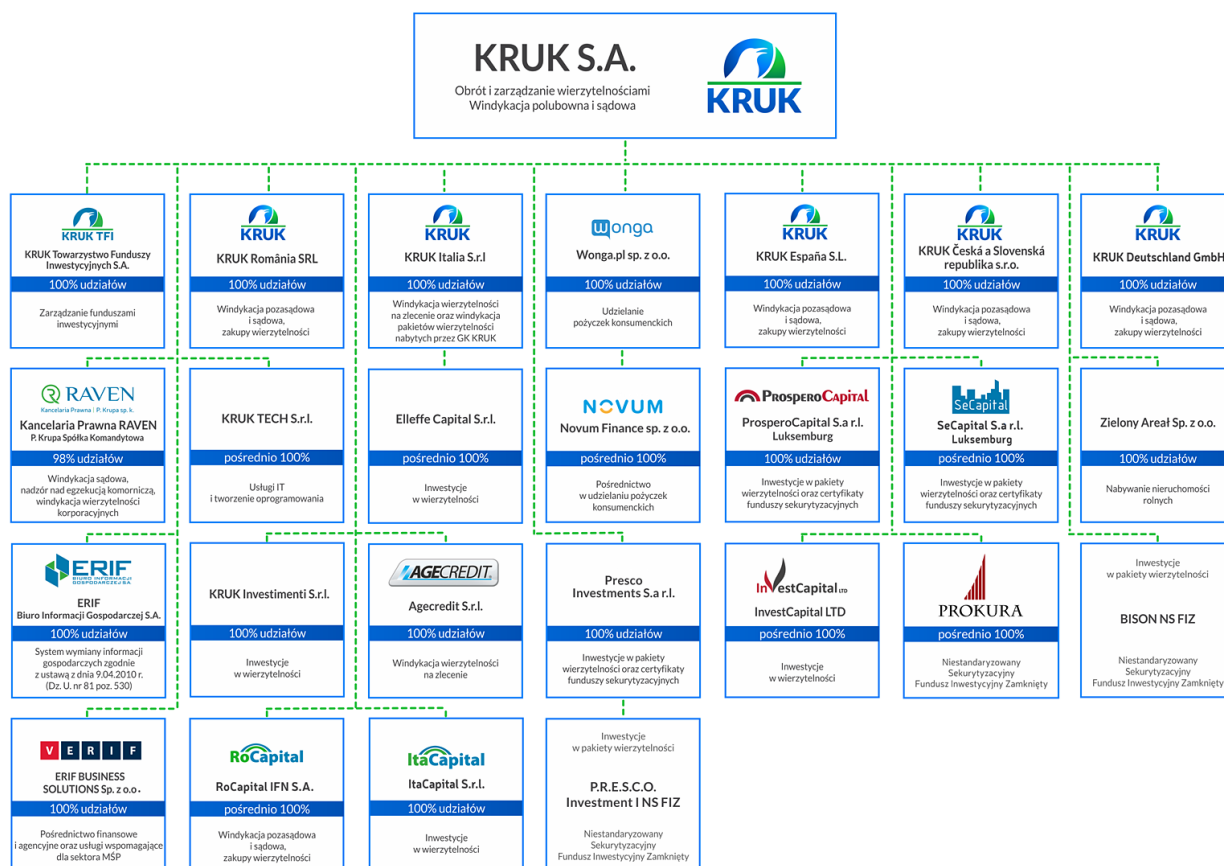 KRUK S.A.
Obrót i zarządzanie wierzytelnościami
Windykacja polubowna i sądowa
KRUK
KRUK TFI
KRUK Towarzystwo Funduszy
Inwestycyjnych S.A.
100% udziałów
Zarządzanie funduszami
inwestycyjnymi
KRUK
KRUK România SRL
100% udziałów
Windykacja pozasądowa
i sądowa,
zakupy wierzytelności
KRUK
KRUK Italia S.r.l
100% udziałów
Windykacja wierzytelności
na zlecenie oraz windykacja
pakietów wierzytelności
nabytych przez GK KRUK
wonga
Wonga.pl sp. z o.o.
100% udziałów
Udzielanie
pożyczek konsumenckich
KRUK
KRUK España S.L.
100% udziałów
Windykacja pozasądowa
i sądowa,
zakupy wierzytelności
KRUK
KRUK Česká a Slovenská
republika s.r.o.
100% udziałów
Windykacja pozasądowa
i sądowa,
zakupy wierzytelności
KRUK
KRUK Deutschland GmbH
100% udziałów
Windykacja pozasądowa
i sądowa,
zakupy wierzytelności
RAVEN
Kancelaria Prawna | P. Krupa sp. k.
Kancelaria Prawna RAVEN
P. Krupa Spółka Komandytowa
98% udziałów
Windykacja sądowa,
nadzór nad egzekucją komorniczą,
windykacja wierzytelności
korporacyjnych
KRUK TECH S.r.l.
pośrednio 100%
Usługi IT
i tworzenie oprogramowania
Elleffe Capital S.r.l.
pośrednio 100%
Inwestycje
w wierzytelności
NOVUM
Novum Finance sp. z o.o.
pośrednio 100%
Pośrednictwo
w udzielaniu pożyczek
konsumenckich
PROSPEROCAPITAL
ProsperoCapital S.a r.l.
Luksemburg
100% udziałów
Inwestycje w pakiety
wierzytelności oraz certyfikaty
funduszy sekurytyzacyjnych
SeCapital
SeCapital S.a r.l.
Luksemburg
pośrednio 100%
Inwestycje w pakiety
wierzytelności oraz certyfikaty
funduszy sekurytyzacyjnych
Zielony Areał Sp. z o.o.
100% udziałów
Nabywanie nieruchomości
rolnych
ERIF
BIURO INFORMACJI
GOSPODARCZEJ SA
ERIF
Biuro Informacji Gospodarczej S.A.
100% udziałów
System wymiany informacji
gospodarczych zgodnie
z ustawą z dnia 9.04.2010 r.
(Dz. U. nr 81 poz. 530)
KRUK Investimenti S.r.l.
100% udziałów
Inwestycje
w wierzytelności
AGECREDIT
Agecredit S.r.l.
100% udziałów
Windykacja wierzytelności
na zlecenie
Presco
Investments S.a r.l.
100% udziałów
Inwestycje w pakiety
wierzytelności oraz certyfikaty
funduszy sekurytyzacyjnych
InVestCapital LTD
InvestCapital LTD
pośrednio 100%
Inwestycje
w wierzytelności
PROKURA
pośrednio 100%
Niestandaryzowany
Sekurytyzacyjny
Fundusz Inwestycyjny Zamknięty
Inwestycje
w pakiety wierzytelności
BISON NS FIZ
Niestandaryzowany
Sekurytyzacyjny
Fundusz Inwestycyjny Zamknięty
VERIF
ERIF BUSINESS
SOLUTIONS Sp. z o.o.
100% udziałów
Pośrednictwo finansowe
i agencyjne oraz usługi wspomagające
dla sektora MŚP
RoCapital
RoCapital IFN S.A.
pośrednio 100%
Windykacja pozasądowa
i sądowa,
zakupy wierzytelności
ItaCapital
ItaCapital S.r.l.
100% udziałów
Inwestycje
w wierzytelności
Inwestycje
w pakiety wierzytelności
P.R.E.S.C.O.
Investment I NS FIZ
Niestandaryzowany
Sekurytyzacyjny
Fundusz Inwestycyjny Zamknięty